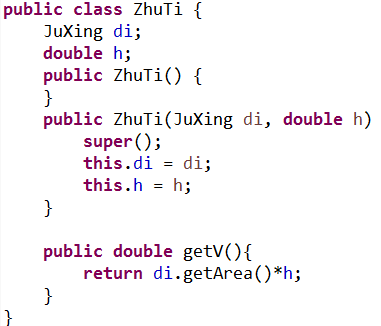 public class ZhuTi {
    JuXing di;
    double h;
    public ZhuTi() {
    }
    public ZhuTi(JuXing di, double h)
        super();
        this.di = di;
        this.h = h;
    }

    public double getV(){
        return di.getArea()*h;
    }
}